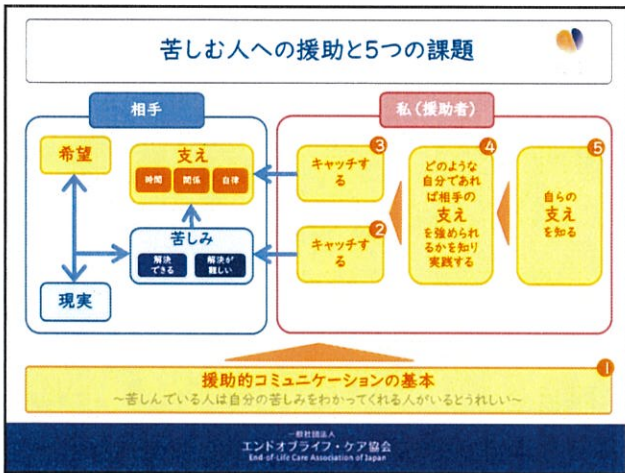 苦しむ人への援助と5つの課題
相手
希望
現実
支え
時間
関係
自律
苦しみ
解決
できる
解決が
難しい
私（援助者）
3
キャッチす
る
2
キャッチす
る
4
どのような
自分であれ
ば相手の
支え
を強められ
るかを知り
実践する
5
自らの
支え
を知る
1
援助的コミュニケーションの基本
～苦しんでいる人は自分の苦しみをわかってくれる人がいるとうれしい～
一般社団法人
エンドオブライフ・ケア協会
End-of-Life Care Association of Japan